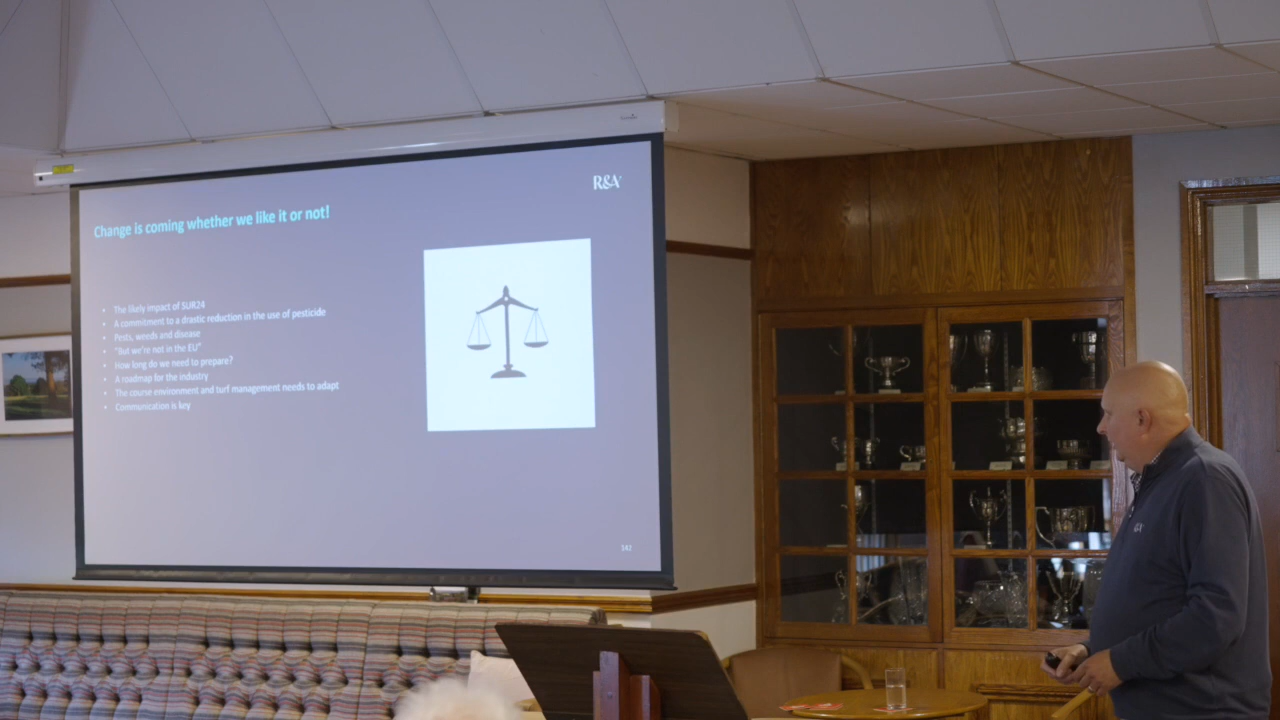 R&A
Change is coming whether we like it or not!
• The likely impact of SUR24
• A commitment to a drastic reduction in the use of pesticide
• Pests, weeds and disease
• "But we're not in the EU"
• How long do we need to prepare?
• A roadmap for the industry
• The course environment and turf management needs to adapt
• Communication is key
142
R&A